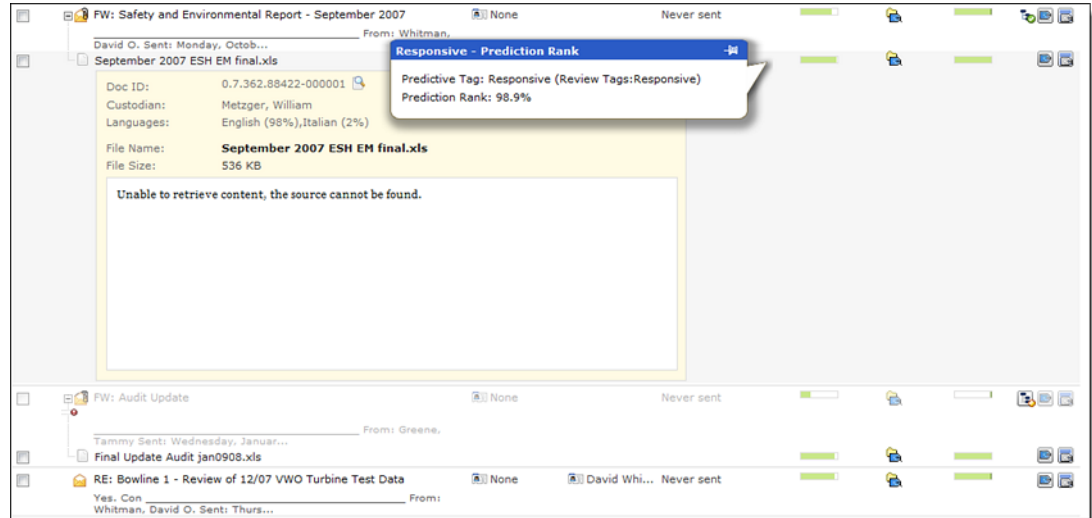 FW: Safety and Environmental Report - September 2007 None Never sent
From: Whitman,
David O. Sent: Monday, Octob...
September 2007 ESH EM final.xls
Responsive - Prediction Rank
Predictive Tag: Responsive (Review Tags:Responsive)
Prediction Rank: 98.9%
Doc ID: 0.7.362.88422-000001
Custodian: Metzger, William
Languages: English (98%),Italian (2%)
File Name: September 2007 ESH EM final.xls
File Size: 536 KB
Unable to retrieve content, the source cannot be found.
FW: Audit Update None Never sent
From: Greene,
Tammy Sent: Wednesday, Januar...
Final Update Audit jan0908.xls
RE: Bowline 1 - Review of 12/07 VWO Turbine Test Data None David Whi... Never sent
Yes. Con From:
Whitman, David O. Sent: Thurs...